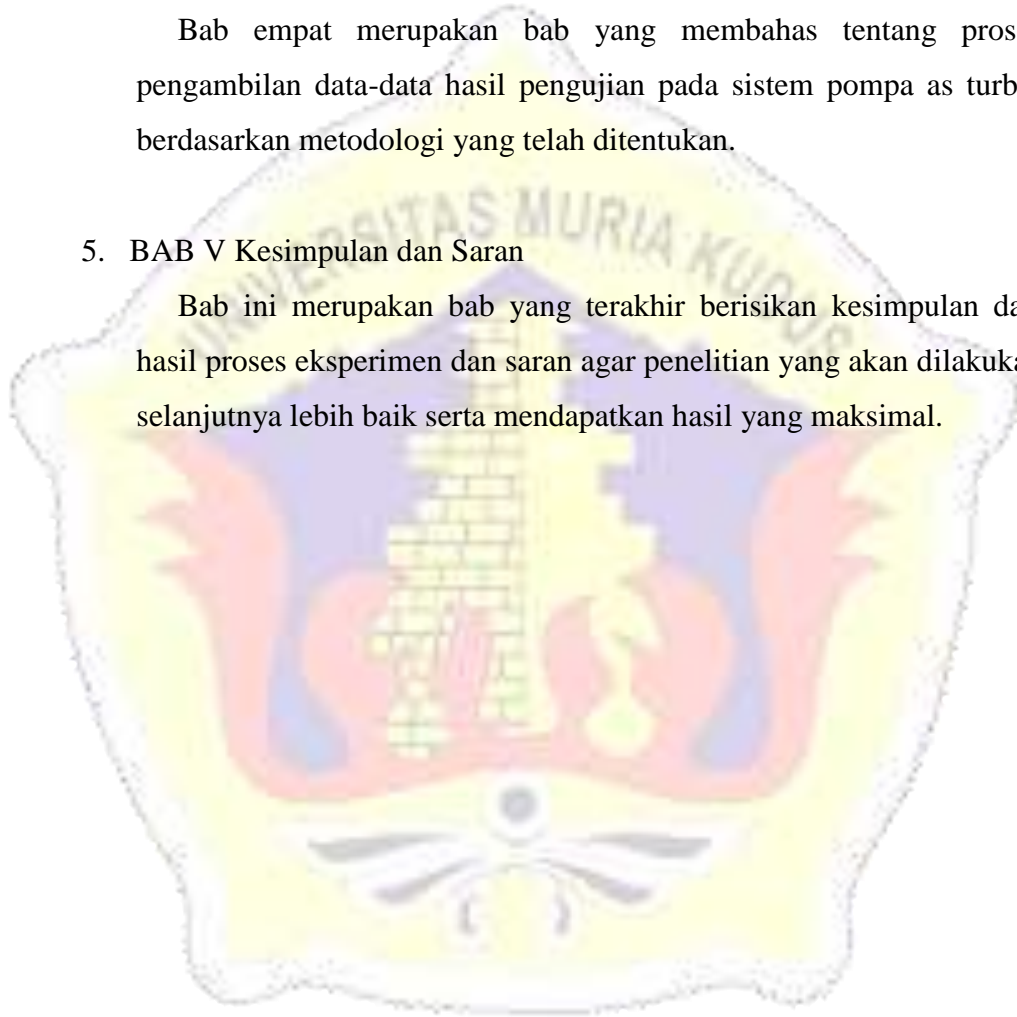 Bab empat merupakan bab yang membahas tentang pros
pengambilan data-data hasil pengujian pada sistem pompa as turb
berdasarkan metodologi yang telah ditentukan.
UNIVERSITAS MURIA KUDUS
5. BAB V Kesimpulan dan Saran
Bab ini merupakan bab yang terakhir berisikan kesimpulan da
hasil proses eksperimen dan saran agar penelitian yang akan dilakuka
selanjutnya lebih baik serta mendapatkan hasil yang maksimal.